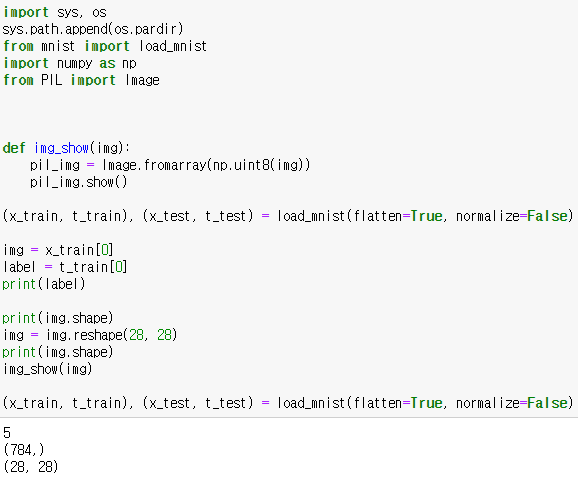 import sys, os
sys.path.append(os.pardir)
from mnist import load_mnist
import numpy as np
from PIL import Image
def img_show(img):
    pil_img = Image.fromarray(np.uint8(img))
    pil_img.show()
(x_train, t_train), (x_test, t_test) = load_mnist(flatten=True, normalize=False)
img = x_train[0]
label = t_train[0]
print(label)
print(img.shape)
img = img.reshape(28, 28)
print(img.shape)
img_show(img)
(x_train, t_train), (x_test, t_test) = load_mnist(flatten=True, normalize=False)
5
(784,)
(28, 28)